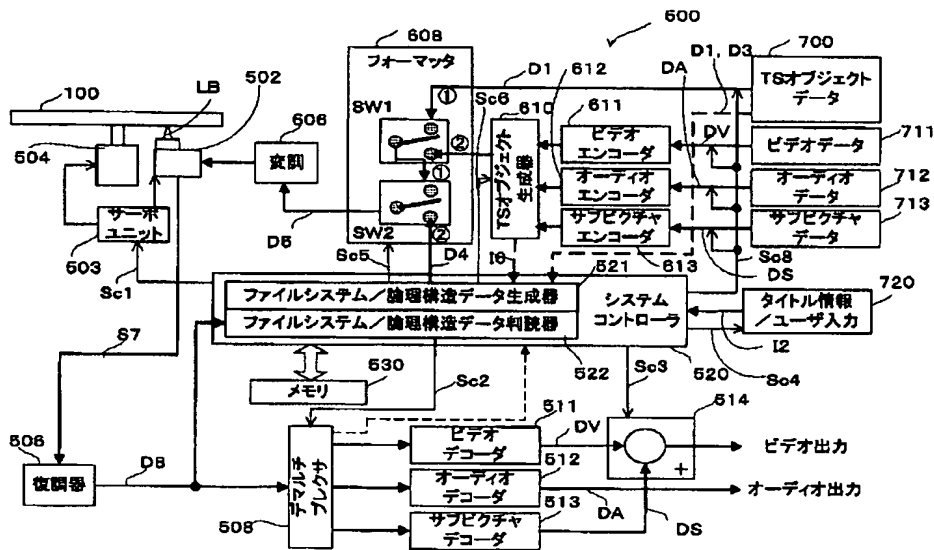 600
608
フォーマッタ
D1
612
D1, D3
DA
700
TSオブジェクト
データ
100
LB
502
SW1
①
②
Sc6
610
611
606
504
変調
TSオブジェクト
生成器
ビデオ
エンコーダ
DV
ビデオデータ
711
オーディオ
エンコーダ
オーディオ
データ
712
①
サーボ
ユニット
503
サブピクチャ
エンコーダ
サブピクチャ
データ
713
②
SW2
D6
Sc5
D4
I6
613
DS
Sc8
Sc1
521
ファイルシステム/論理構造データ生成器
システム
コントローラ
タイトル情報
/ユーザ入力
720
ファイルシステム/論理構造データ判読器
I2
S7
530
Sc2
522
520
Sc3
Sc4
メモリ
511
514
ビデオ
デコーダ
DV
ビデオ出力
506
復調器
D8
デマルチ
プレクサ
508
512
オーディオ
デコーダ
DA
オーディオ出力
513
サブピクチャ
デコーダ
DS
+